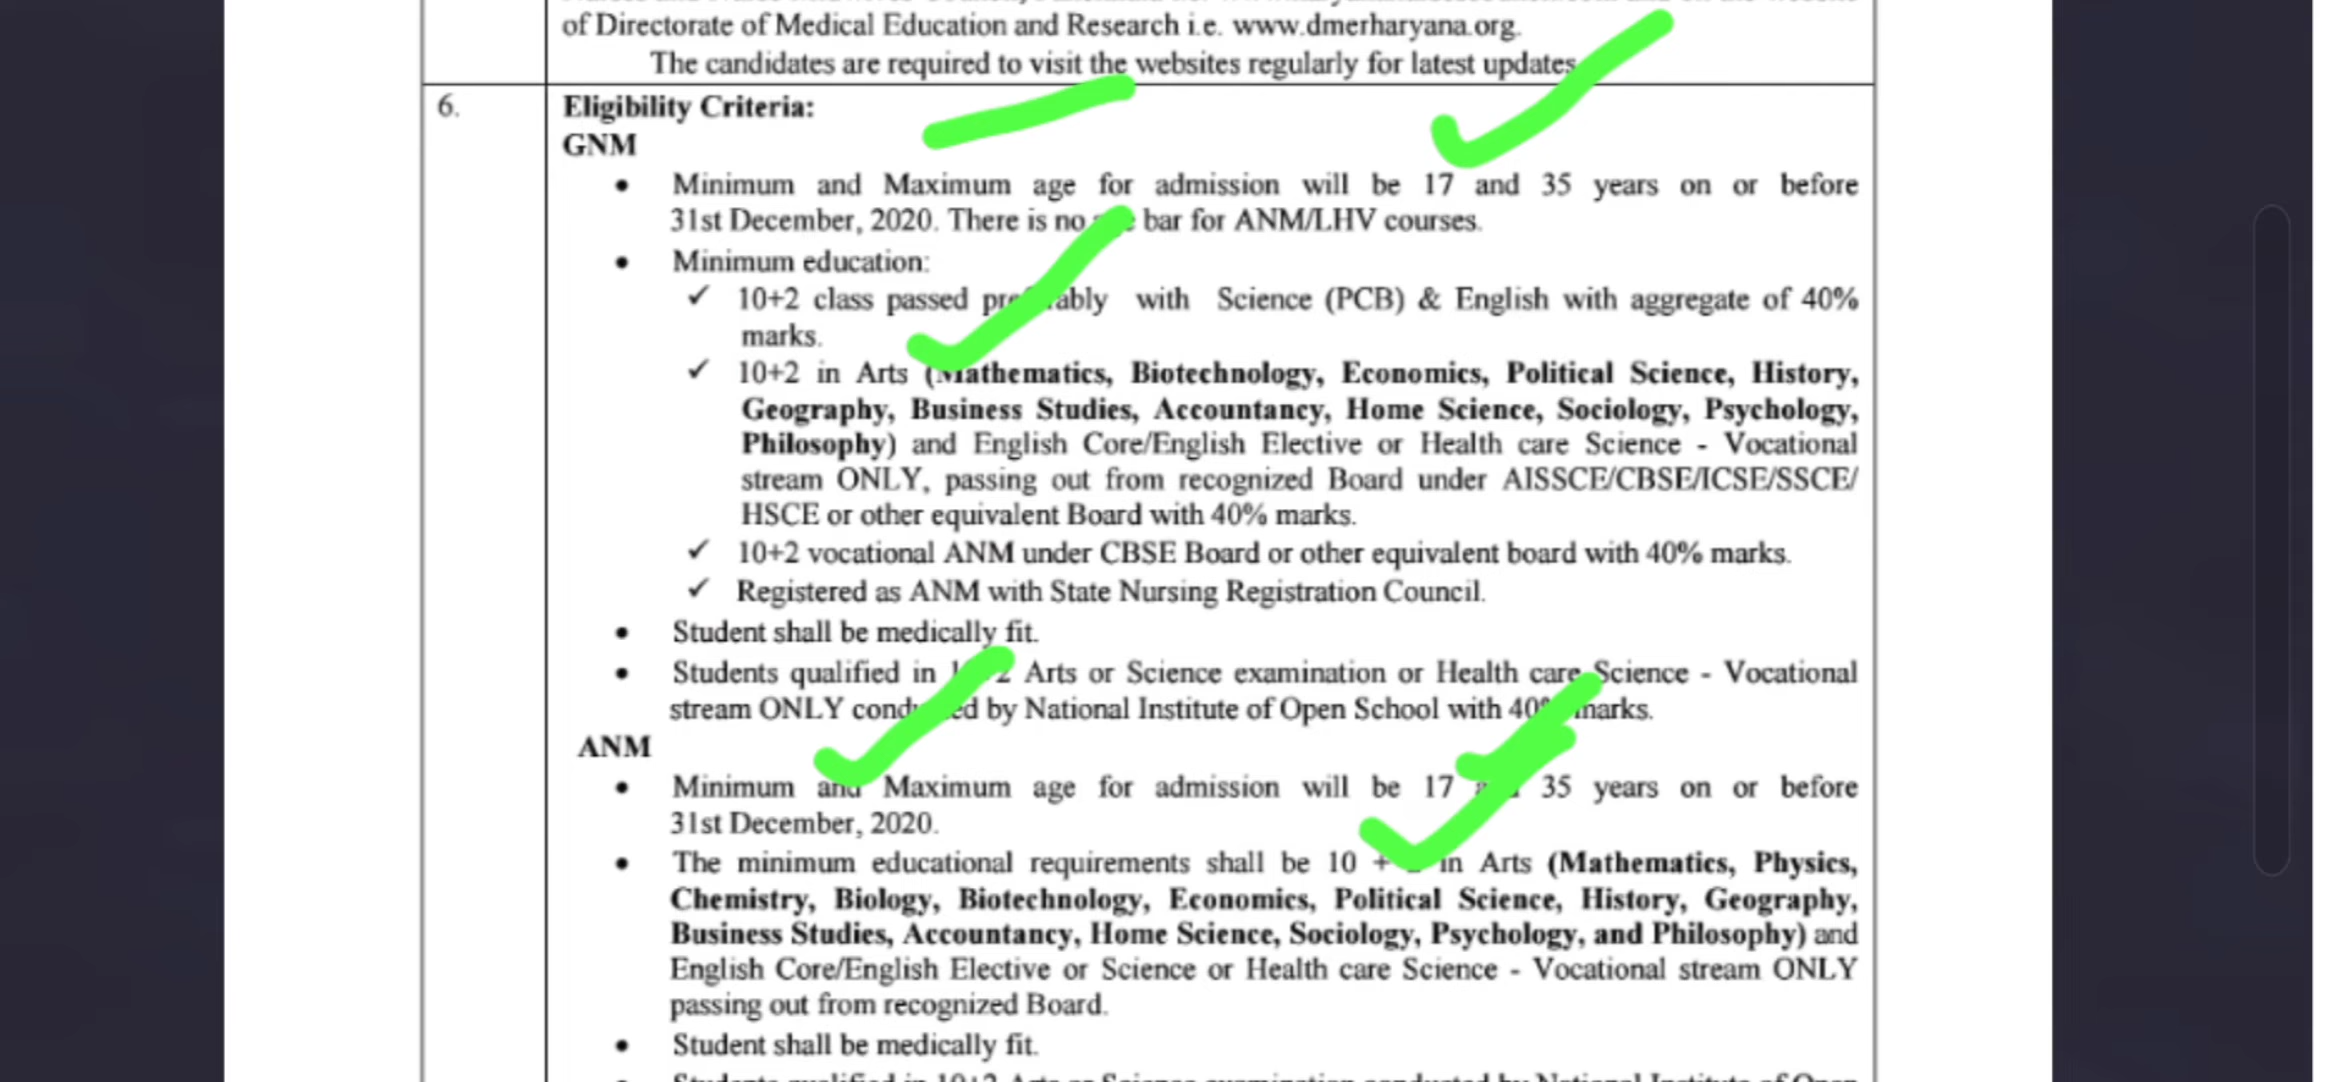 of Directorate of Medical Education and Research i.e. www.dmerharyana.org.
The candidates are required to visit the websites regularly for latest updates
6.
Eligibility Criteria:
GNM
• Minimum and Maximum age for admission will be 17 and 35 years on or before
31st December, 2020. There is no bar for ANM/LHV courses.
• Minimum education:
✓ 10+2 class passed preferably with Science (PCB) & English with aggregate of 40%
marks.
✓ 10+2 in Arts (Mathematics, Biotechnology, Economics, Political Science, History,
Geography, Business Studies, Accountancy, Home Science, Sociology, Psychology,
Philosophy) and English Core/English Elective or Health care Science - Vocational
stream ONLY, passing out from recognized Board under AISSCE/CBSE/ICSE/SSCE/
HSCE or other equivalent Board with 40% marks.
✓ 10+2 vocational ANM under CBSE Board or other equivalent board with 40% marks.
✓ Registered as ANM with State Nursing Registration Council.
• Student shall be medically fit.
• Students qualified in Arts or Science examination or Health care Science - Vocational
stream ONLY conducted by National Institute of Open School with 40% marks.
ANM
• Minimum and Maximum age for admission will be 17 35 years on or before
31st December, 2020.
• The minimum educational requirements shall be 10 + in Arts (Mathematics, Physics,
Chemistry, Biology, Biotechnology, Economics, Political Science, History, Geography,
Business Studies, Accountancy, Home Science, Sociology, Psychology, and Philosophy) and
English Core/English Elective or Science or Health care Science - Vocational stream ONLY
passing out from recognized Board.
• Student shall be medically fit.